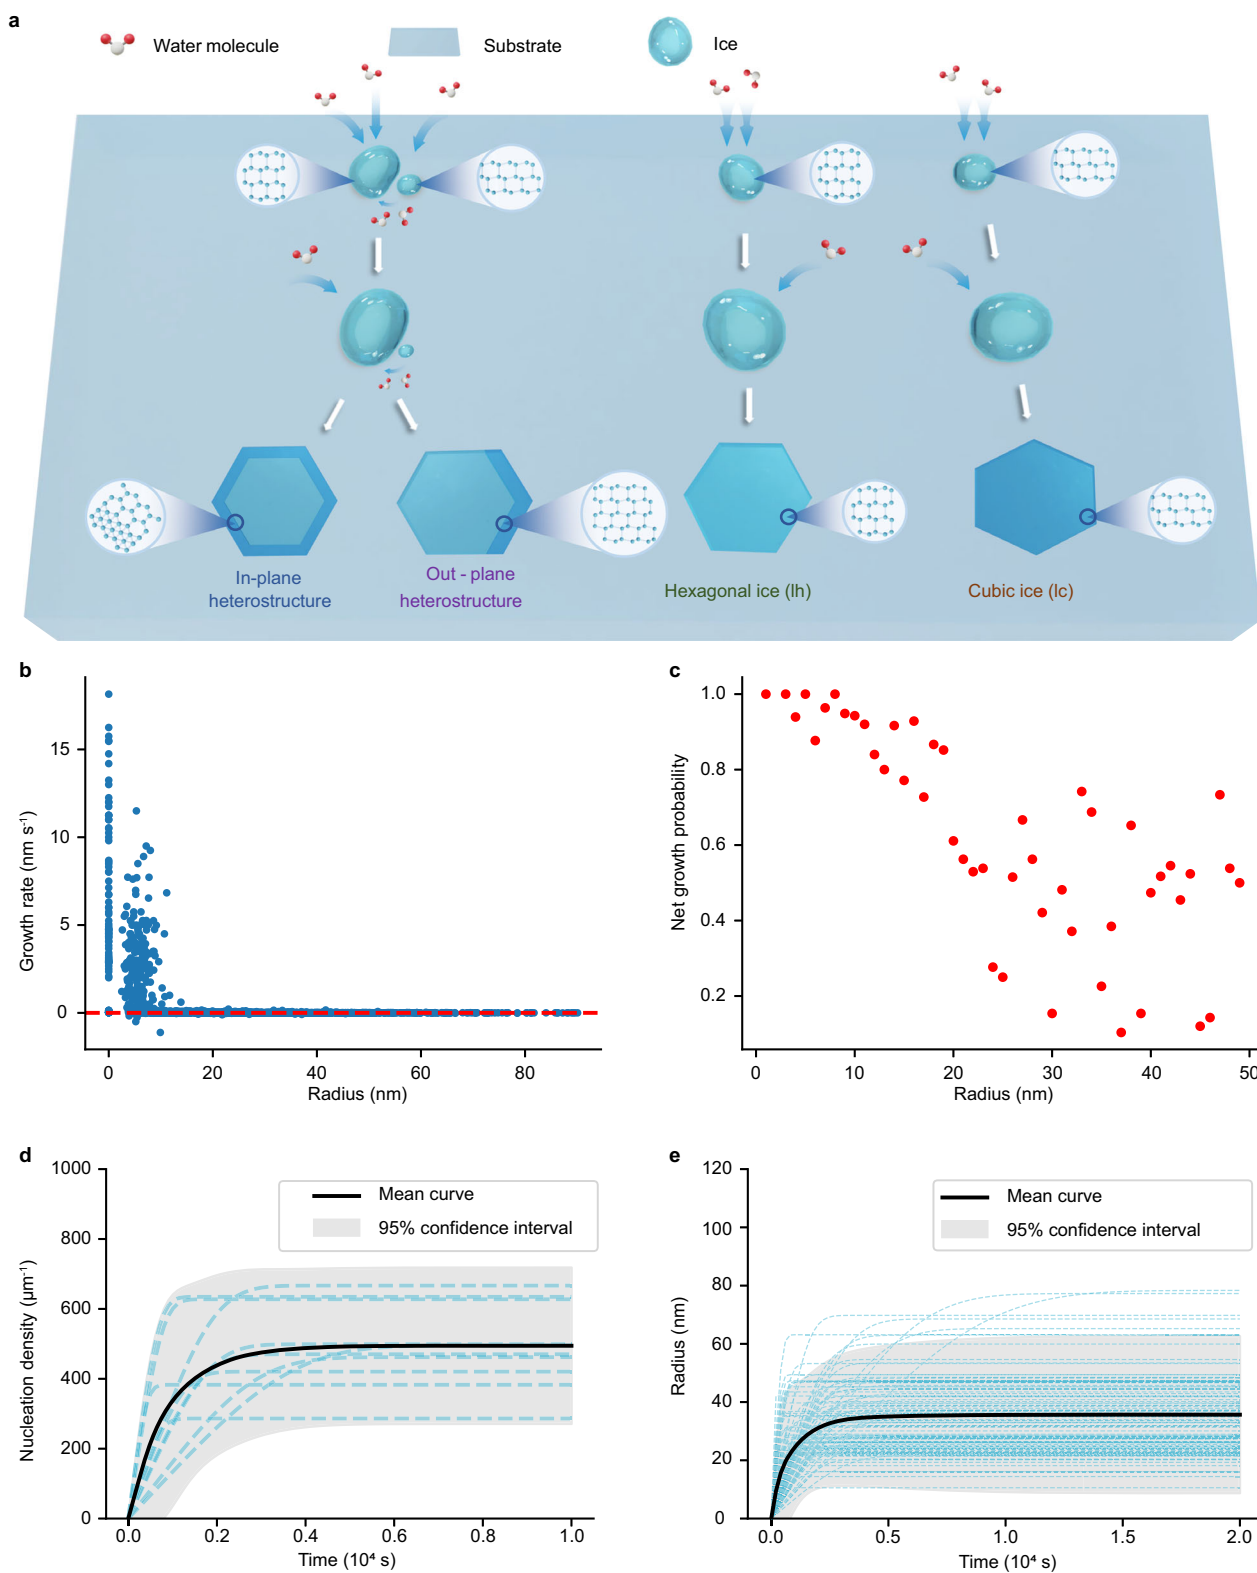 a
Water molecule
Substrate
Ice
In-plane
heterostructure
Out - plane
heterostructure
Hexagonal ice (Ih)
Cubic ice (Ic)
b
Growth rate (nm s⁻¹)
15
10
5
0
0 20 40 60 80
Radius (nm)
c
Net growth probability
1.0
0.8
0.6
0.4
0.2
0 10 20 30 40 50
Radius (nm)
d
Nucleation density (μm⁻¹)
1000
800
600
400
200
0
Mean curve
95% confidence interval
0.0 0.2 0.4 0.6 0.8 1.0
Time (10⁴ s)
e
Radius (nm)
120
100
80
60
40
20
0
Mean curve
95% confidence interval
0.0 0.5 1.0 1.5 2.0
Time (10⁴ s)